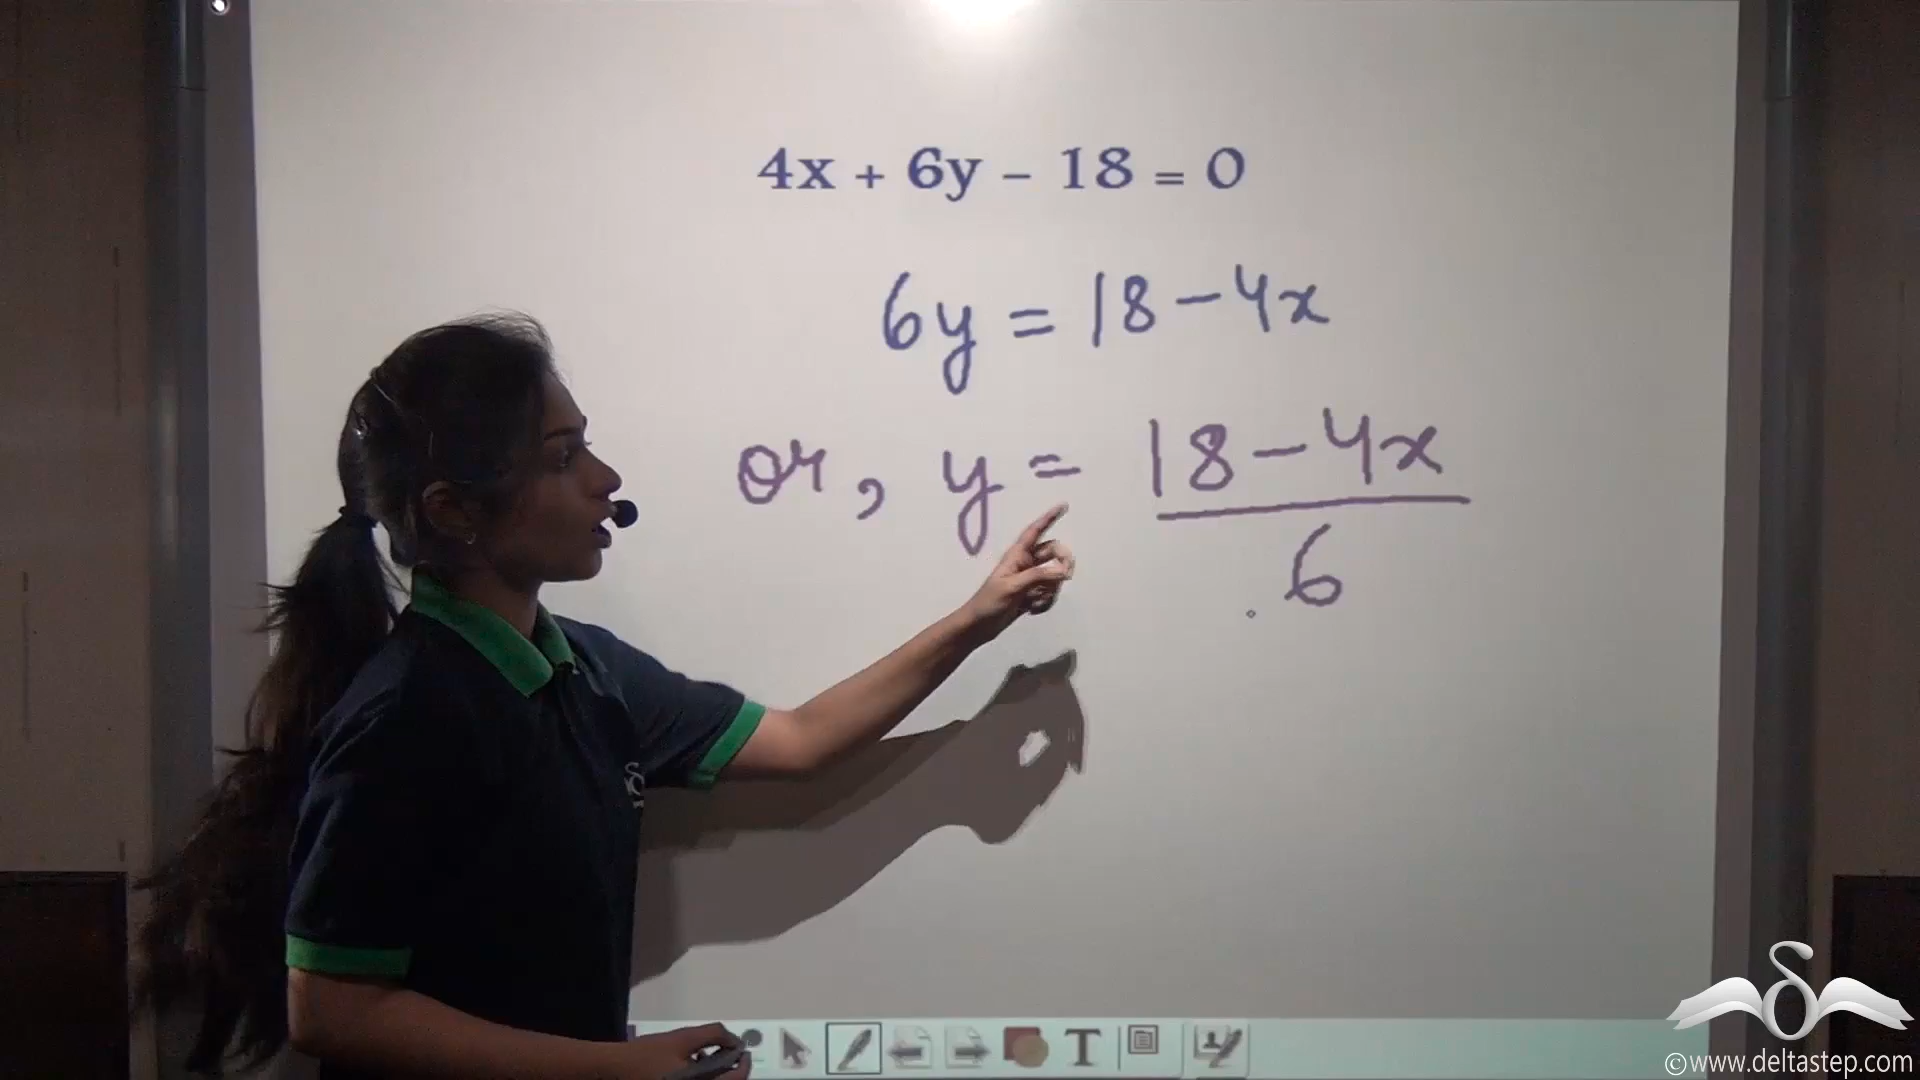 4x + 6y – 18 = 0
6y = 18 – 4x
or, y = 18 – 4x
6
T
©www.deltastep.com